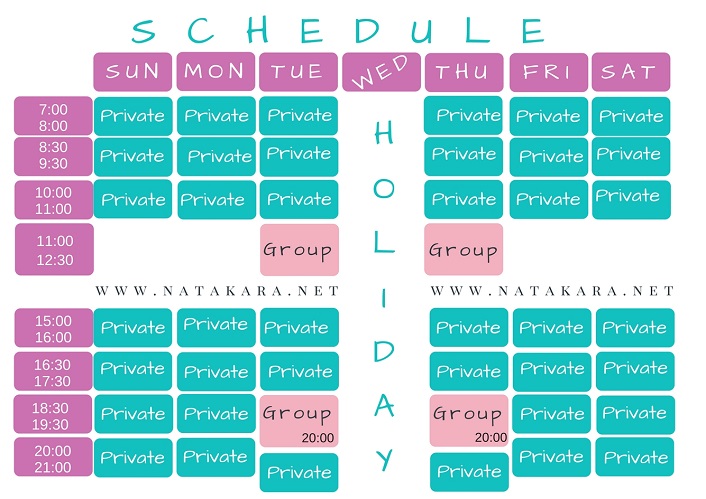 SCHEDULE
SUN MON TUE WED THU FRI SAT
7:00
8:00
Private Private Private Private Private Private
8:30
9:30
Private Private Private Private Private Private
10:00
11:00
Private Private Private Private Private Private
11:00
12:30
Group Group
WWW.NATAKARA.NET WWW.NATAKARA.NET
15:00
16:00
Private Private Private Private Private Private
16:30
17:30
Private Private Private Private Private Private
18:30
19:30
Private Private Group 20:00 Group 20:00 Private Private
20:00
21:00
Private Private Private Private Private Private
HOLIDAY